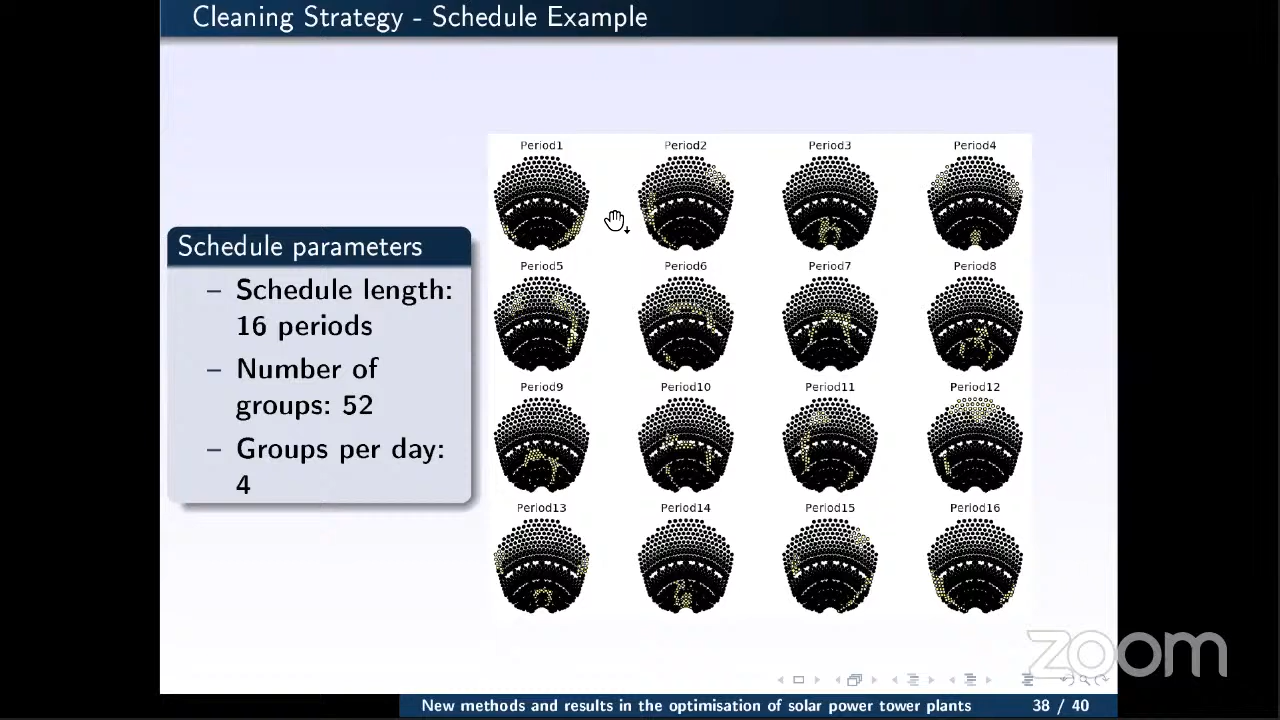 Cleaning Strategy - Schedule Example
Schedule parameters
– Schedule length:
16 periods
– Number of
groups: 52
– Groups per day:
4
Period1 Period2 Period3 Period4
Period5 Period6 Period7 Period8
Period9 Period10 Period11 Period12
Period13 Period14 Period15 Period16
zoom
New methods and results in the optimisation of solar power tower plants 38 / 40